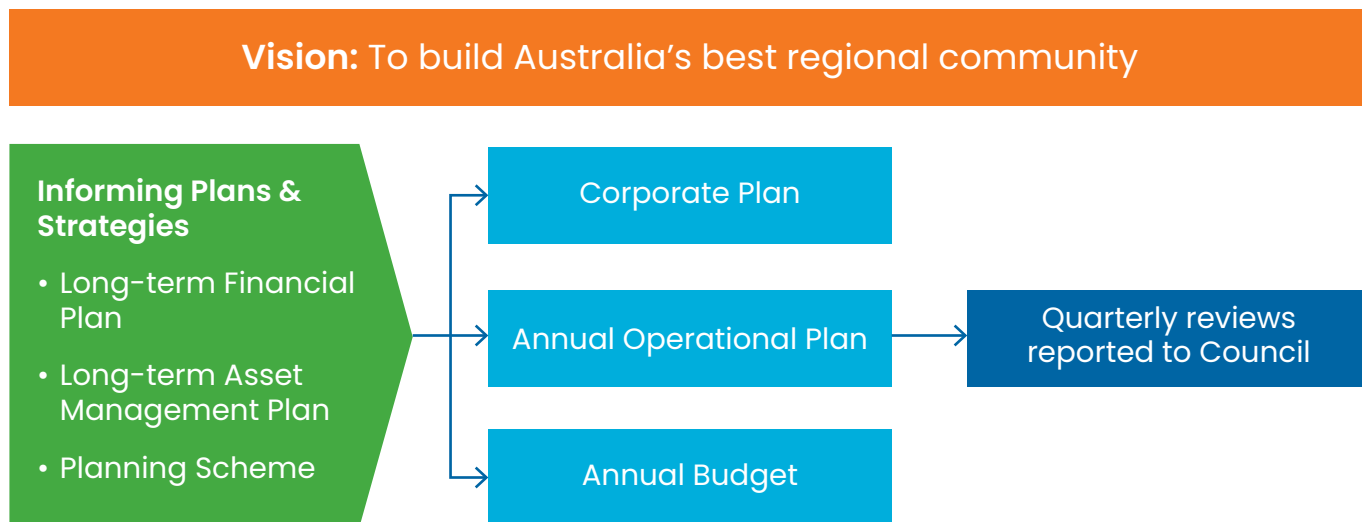 Vision: To build Australia’s best regional community
Informing Plans &
Strategies
• Long-term Financial
Plan
• Long-term Asset
Management Plan
• Planning Scheme
Corporate Plan
Annual Operational Plan
Annual Budget
Quarterly reviews
reported to Council